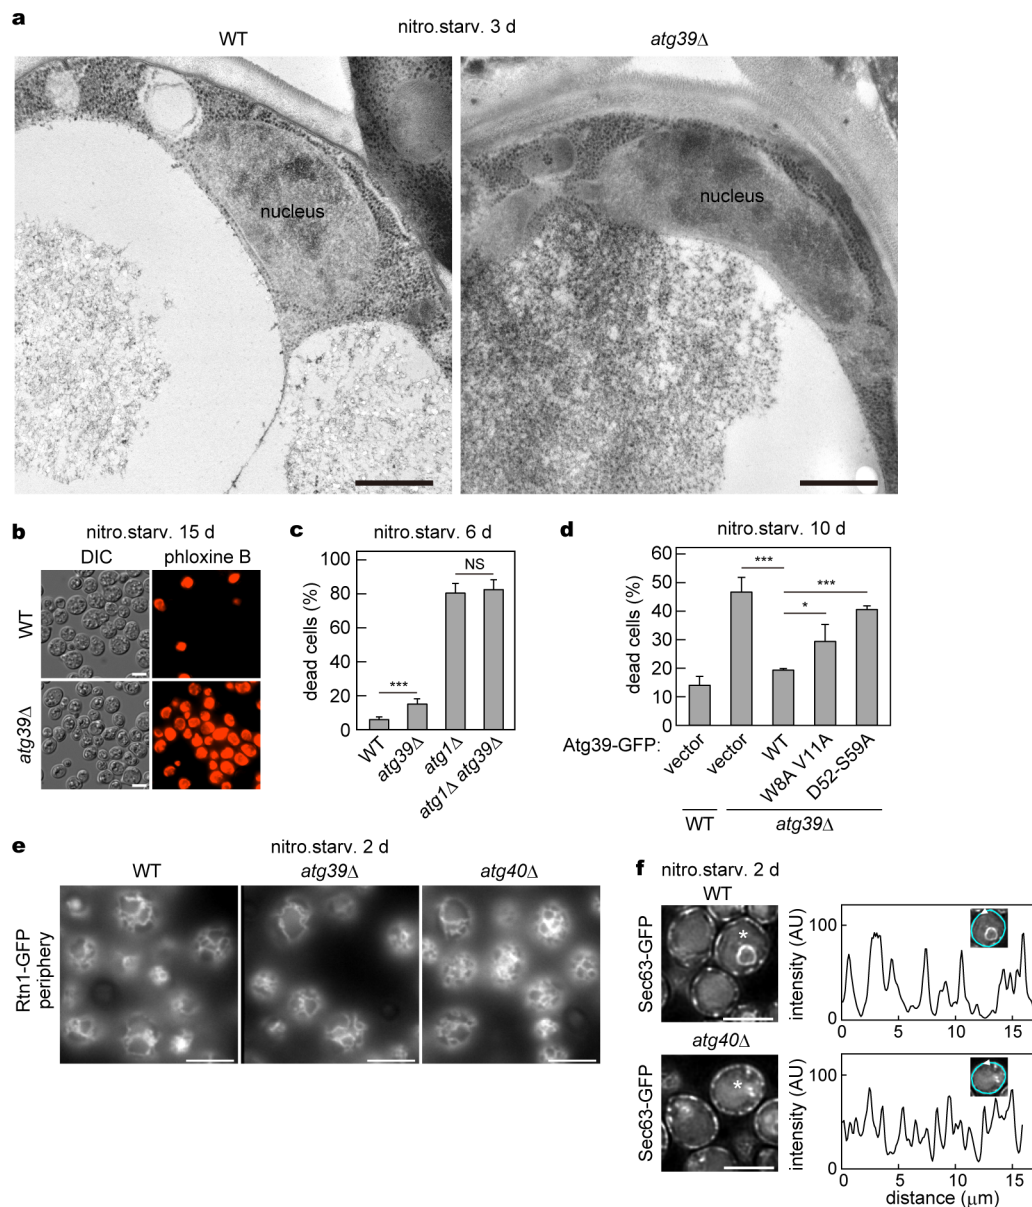 a
nitro.starv. 3 d
WT
atg39Δ
nucleus
nucleus
b
nitro.starv. 15 d
DIC
phloxine B
WT
atg39Δ
c
nitro.starv. 6 d
dead cells (%)
100
80
60
40
20
0
***
NS
WT
atg39Δ
atg1Δ
atg1Δ atg39Δ
d
nitro.starv. 10 d
dead cells (%)
60
50
40
30
20
10
0
***
***
*
Atg39-GFP:
vector
vector
WT
W8A V11A
D52-S59A
WT
atg39Δ
e
nitro.starv. 2 d
WT
atg39Δ
atg40Δ
Rtn1-GFP
periphery
f
nitro.starv. 2 d
WT
Sec63-GFP
*
intensity (AU)
100
0
0
5
10
15
atg40Δ
Sec63-GFP
*
intensity (AU)
100
0
0
5
10
15
distance (μm)